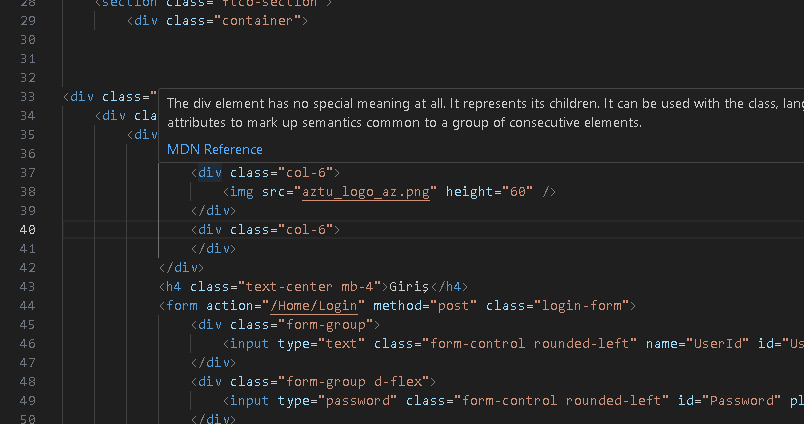 28 <section class="ftco-section">
29 <div class="container">
30
31
32
33 <div class="
34 <div cla
35 <div
36
The div element has no special meaning at all. It represents its children. It can be used with the class, lang
attributes to mark up semantics common to a group of consecutive elements.
MDN Reference
37 <div class="col-6">
38 <img src="aztu_logo_az.png" height="60" />
39 </div>
40 <div class="col-6">
41 </div>
42 </div>
43 <h4 class="text-center mb-4">Giriş</h4>
44 <form action="/Home/Login" method="post" class="login-form">
45 <div class="form-group">
46 <input type="text" class="form-control rounded-left" name="UserId" id="Us
47 </div>
48 <div class="form-group d-flex">
49 <input type="password" class="form-control rounded-left" id="Password" pl
50 </div>